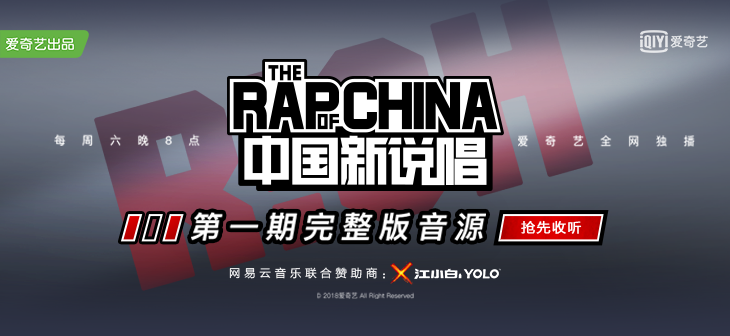 爱奇艺出品
iQIYI 爱奇艺
R!CH
THE
RAP OF CHINA
每周六晚8点
中国新说唱
爱奇艺全网独播
第一期完整版音源
抢先收听
网易云音乐联合赞助商：江小白 YOLO
© 2018爱奇艺 All Right Reserved